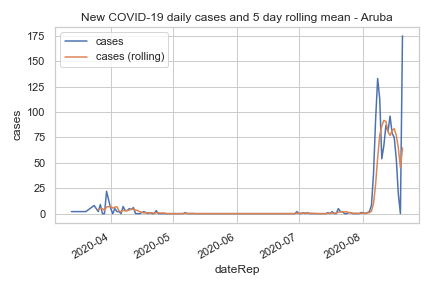 New COVID-19 daily cases and 5 day rolling mean - Aruba
cases
cases (rolling)
175
150
125
100
75
50
25
0
cases
2020-04
2020-05
2020-06
2020-07
2020-08
dateRep